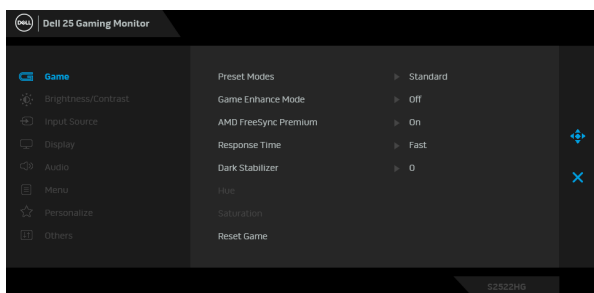 DELL Dell 25 Gaming Monitor
Game
Brightness/Contrast
Input Source
Display
Audio
Menu
Personalize
Others
Preset Modes Standard
Game Enhance Mode Off
AMD FreeSync Premium On
Response Time Fast
Dark Stabilizer 0
Hue
Saturation
Reset Game
S2522HG